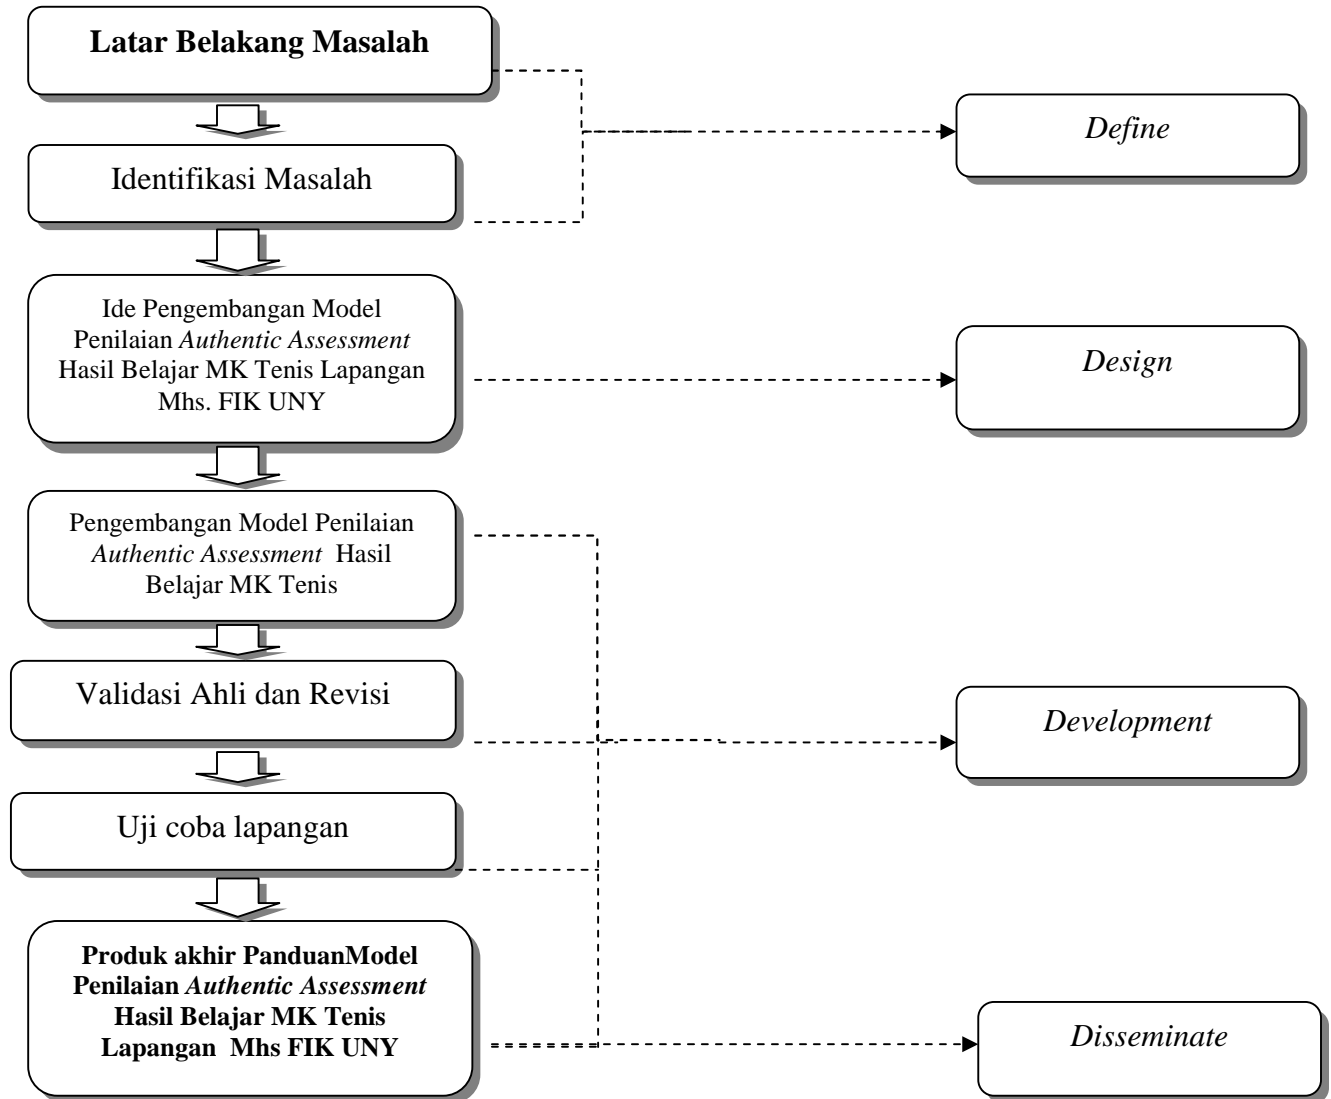 Latar Belakang Masalah
Define
Identifikasi Masalah
Ide Pengembangan Model
Penilaian Authentic Assessment
Hasil Belajar MK Tenis Lapangan
Mhs. FIK UNY
Design
Pengembangan Model Penilaian
Authentic Assessment Hasil
Belajar MK Tenis
Validasi Ahli dan Revisi
Development
Uji coba lapangan
Produk akhir PanduanModel
Penilaian Authentic Assessment
Hasil Belajar MK Tenis
Lapangan Mhs FIK UNY
Disseminate